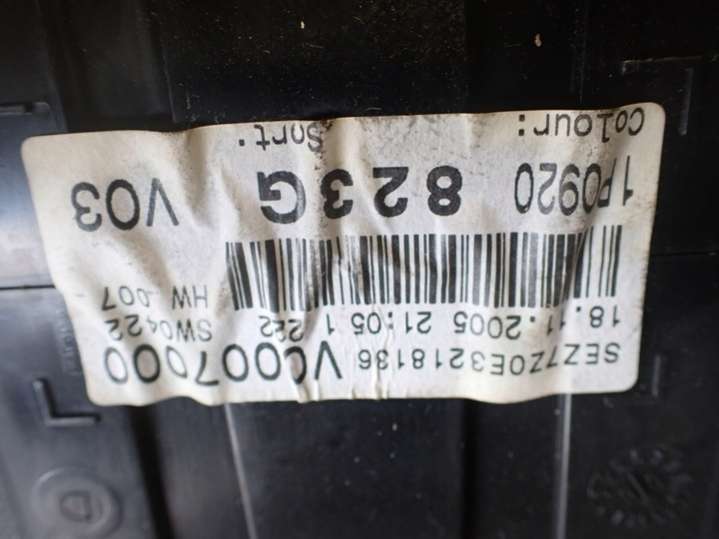 SEZ7Z0E3218136 VC007000
18.11.2005 21:05 1 222 SW0422
HW .007
1P0920 823G V03
Colour: Sort: